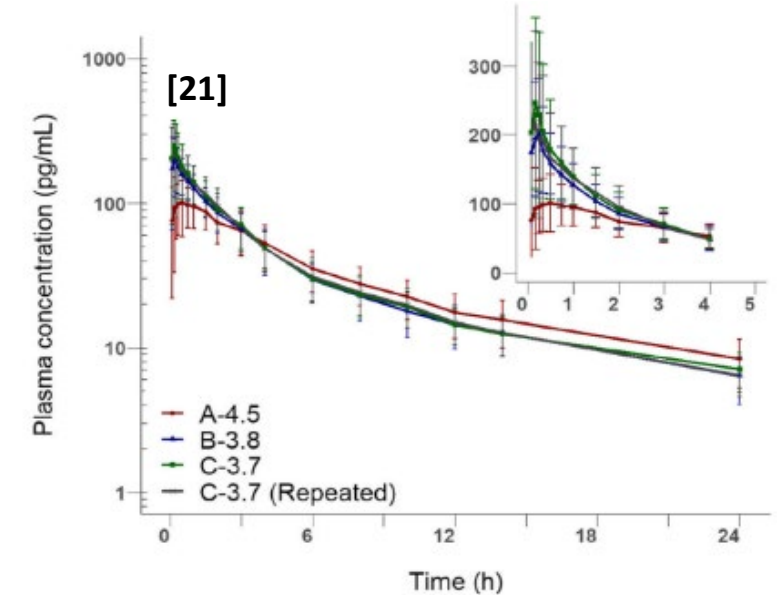 1000
[21]
100
10
1
Plasma concentration (pg/mL)
300
200
100
0
0 1 2 3 4 5
A-4.5
B-3.8
C-3.7
C-3.7 (Repeated)
0 6 12 18 24
Time (h)